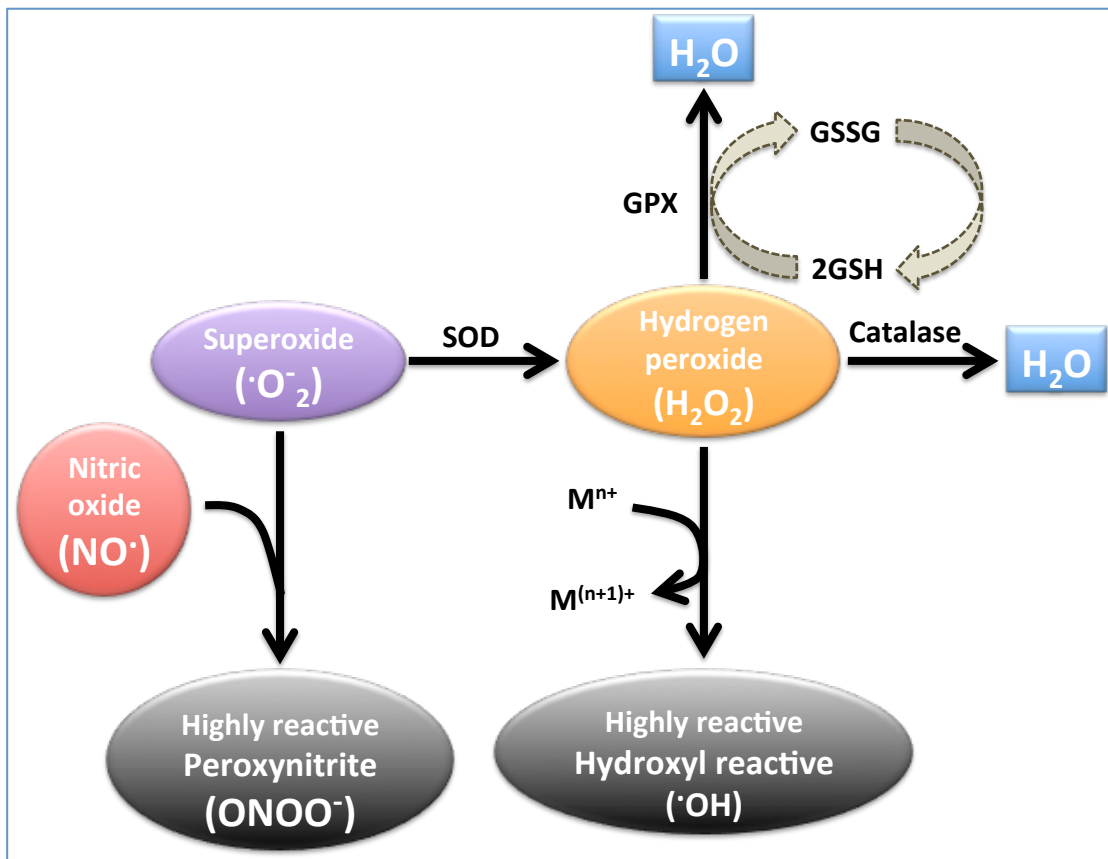 H₂O
GSSG
GPX
2GSH
Superoxide
(·O⁻₂)
SOD
Hydrogen
peroxide
(H₂O₂)
Catalase
H₂O
Nitric
oxide
(NO·)
Mⁿ⁺
M⁽ⁿ⁺¹⁾⁺
Highly reactive
Peroxynitrite
(ONOO⁻)
Highly reactive
Hydroxyl reactive
(·OH)